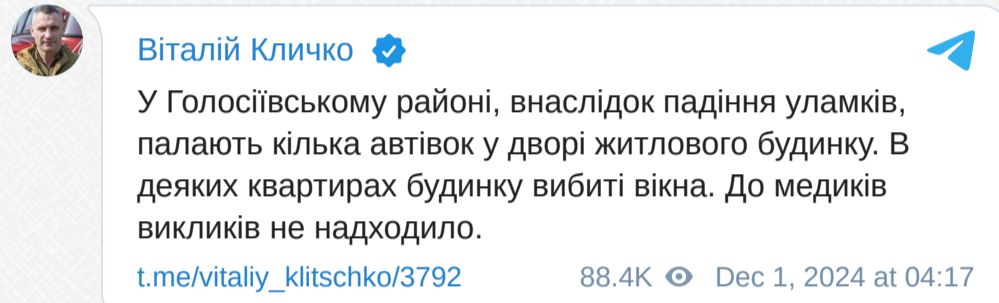 Віталій Кличко
У Голосіївському районі, внаслідок падіння уламків,
палають кілька автівок у дворі житлового будинку. В
деяких квартирах будинку вибиті вікна. До медиків
викликів не надходило.
t.me/vitaliy_klitschko/3792 88.4K Dec 1, 2024 at 04:17